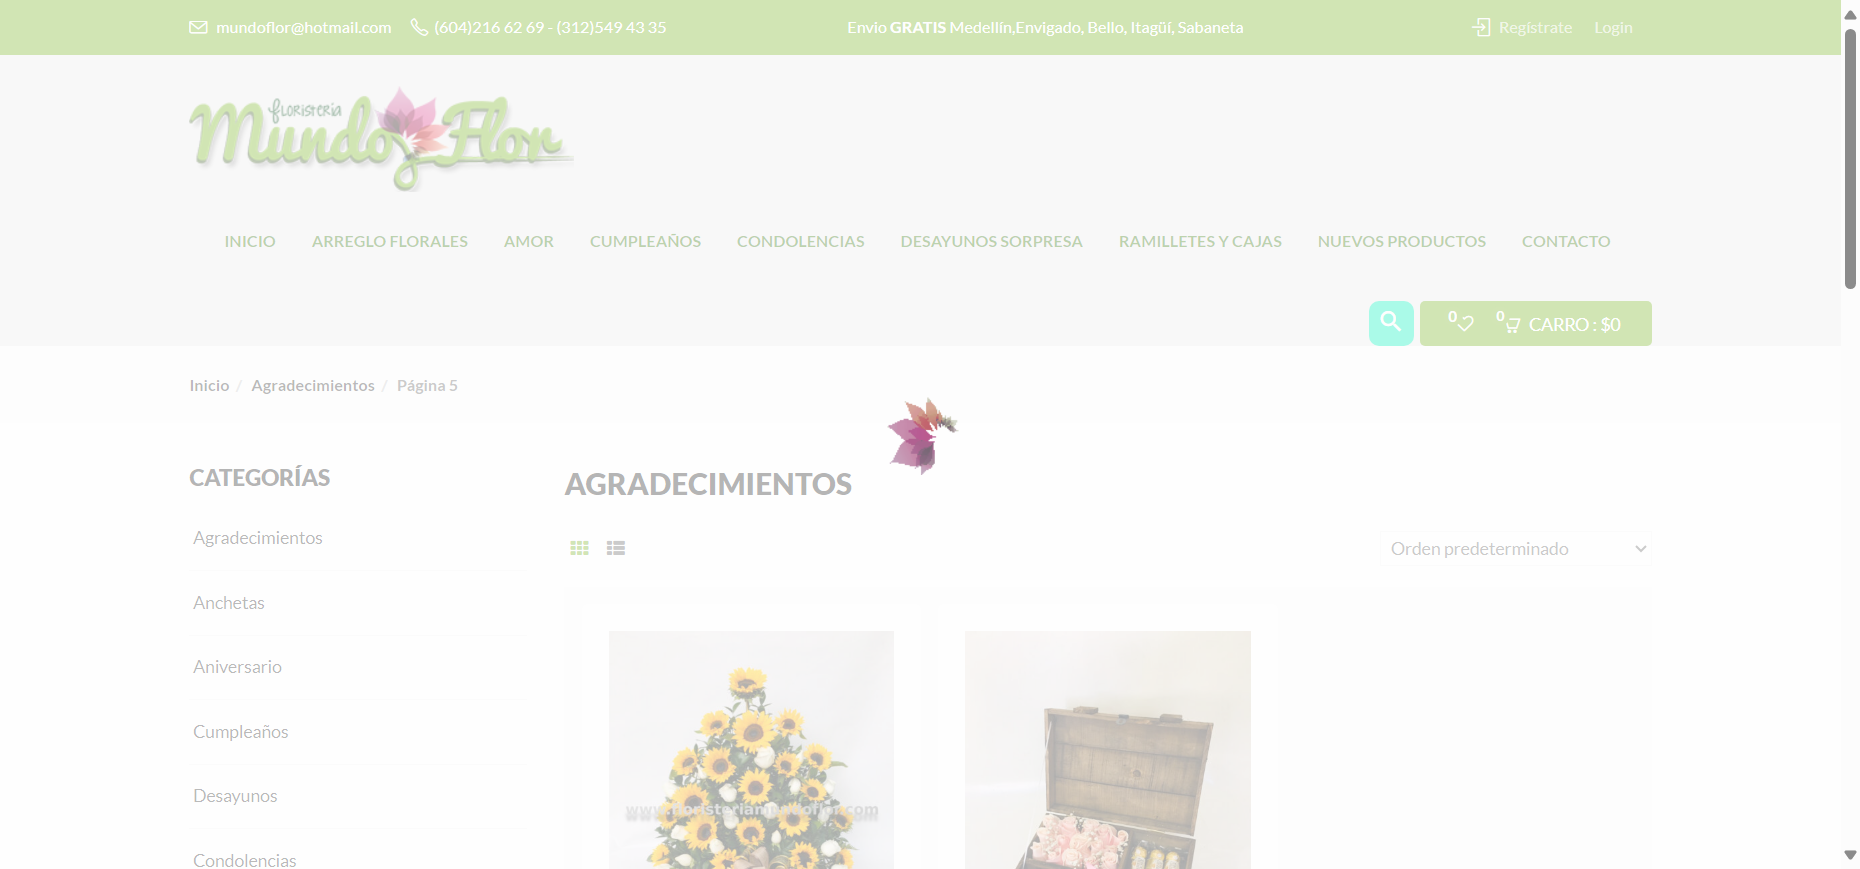 mundoflor@hotmail.com (604)216 62 69 - (312)549 43 35 Envio GRATIS Medellín,Envigado, Bello, Itagüí, Sabaneta Regístrate Login
floristería
Mundo Flor
INICIO ARREGLO FLORALES AMOR CUMPLEAÑOS CONDOLENCIAS DESAYUNOS SORPRESA RAMILLETES Y CAJAS NUEVOS PRODUCTOS CONTACTO
0 0 CARRO : $0
Inicio / Agradecimientos / Página 5
CATEGORÍAS
Agradecimientos
Anchetas
Aniversario
Cumpleaños
Desayunos
Condolencias
AGRADECIMIENTOS
Orden predeterminado
www.floristeriamundoflor.com